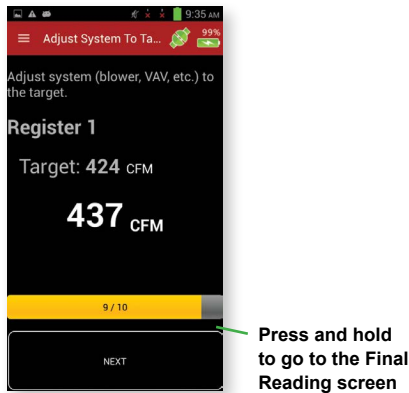 9:35 AM
Adjust System To Ta... 99%
Adjust system (blower, VAV, etc.) to
the target.
Register 1
Target: 424 CFM
437 CFM
9 / 10
NEXT
Press and hold
to go to the Final
Reading screen